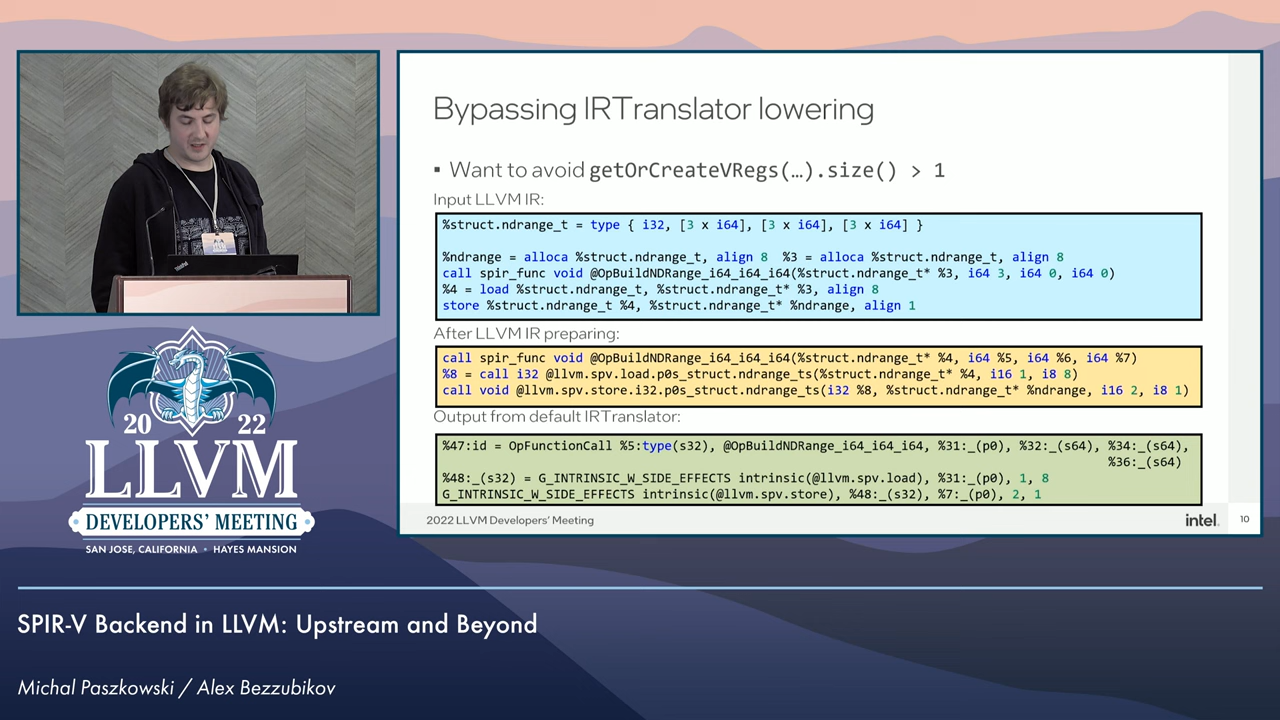 Bypassing IRTranslator lowering
▪ Want to avoid getOrCreateVRegs(…).size() > 1
Input LLVM IR:
%struct.ndrange_t = type { i32, [3 x i64], [3 x i64], [3 x i64] }
%ndrange = alloca %struct.ndrange_t, align 8  %3 = alloca %struct.ndrange_t, align 8
call spir_func void @OpBuildNDRange_i64_i64_i64(%struct.ndrange_t* %3, i64 3, i64 0, i64 0)
%4 = load %struct.ndrange_t, %struct.ndrange_t* %3, align 8
store %struct.ndrange_t %4, %struct.ndrange_t* %ndrange, align 1
After LLVM IR preparing:
call spir_func void @OpBuildNDRange_i64_i64_i64(%struct.ndrange_t* %4, i64 %5, i64 %6, i64 %7)
%8 = call i32 @llvm.spv.load.p0s_struct.ndrange_ts(%struct.ndrange_t* %4, i16 1, i8 8)
call void @llvm.spv.store.i32.p0s_struct.ndrange_ts(i32 %8, %struct.ndrange_t* %ndrange, i16 2, i8 1)
Output from default IRTranslator:
%47:id = OpFunctionCall %5:type(s32), @OpBuildNDRange_i64_i64_i64, %31:_(p0), %32:_(s64), %34:_(s64),
%36:_(s64)
%48:_(s32) = G_INTRINSIC_W_SIDE_EFFECTS intrinsic(@llvm.spv.load), %31:_(p0), 1, 8
G_INTRINSIC_W_SIDE_EFFECTS intrinsic(@llvm.spv.store), %48:_(s32), %7:_(p0), 2, 1
2022 LLVM Developers' Meeting
intel.
10
20 22
LLVM
DEVELOPERS' MEETING
SAN JOSE, CALIFORNIA • HAYES MANSION
SPIR-V Backend in LLVM: Upstream and Beyond
Michal Paszkowski / Alex Bezzubikov